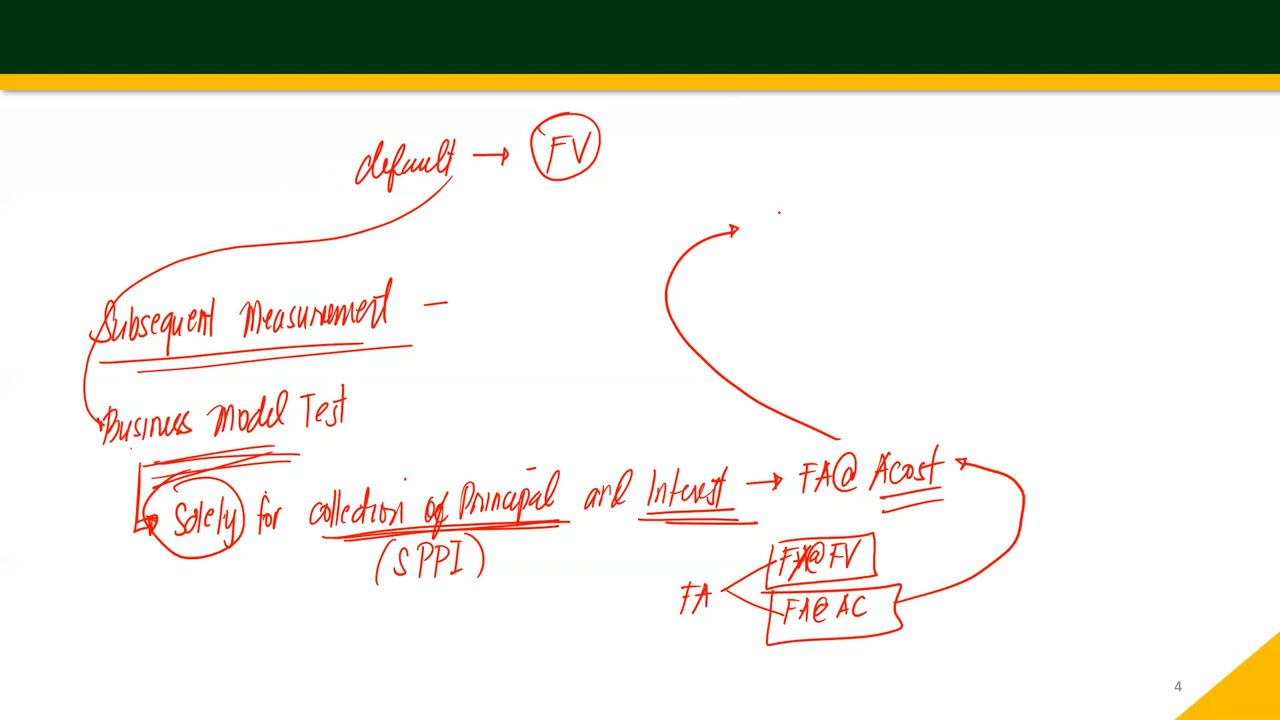 default → FV
Subsequent Measurement -
Business Model Test
Solely for collection of Principal and Interest → FA@ Acost
(SPPI)
FA@FV
FA
FA@ AC
4